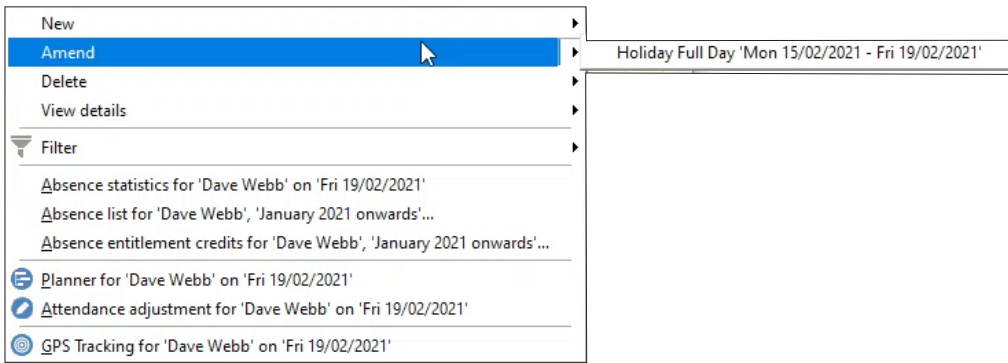 New
Amend
Holiday Full Day 'Mon 15/02/2021 - Fri 19/02/2021'
Delete
View details
Filter
Absence statistics for 'Dave Webb' on 'Fri 19/02/2021'
Absence list for 'Dave Webb', 'January 2021 onwards'...
Absence entitlement credits for 'Dave Webb', 'January 2021 onwards'...
Planner for 'Dave Webb' on 'Fri 19/02/2021'
Attendance adjustment for 'Dave Webb' on 'Fri 19/02/2021'
GPS Tracking for 'Dave Webb' on 'Fri 19/02/2021'